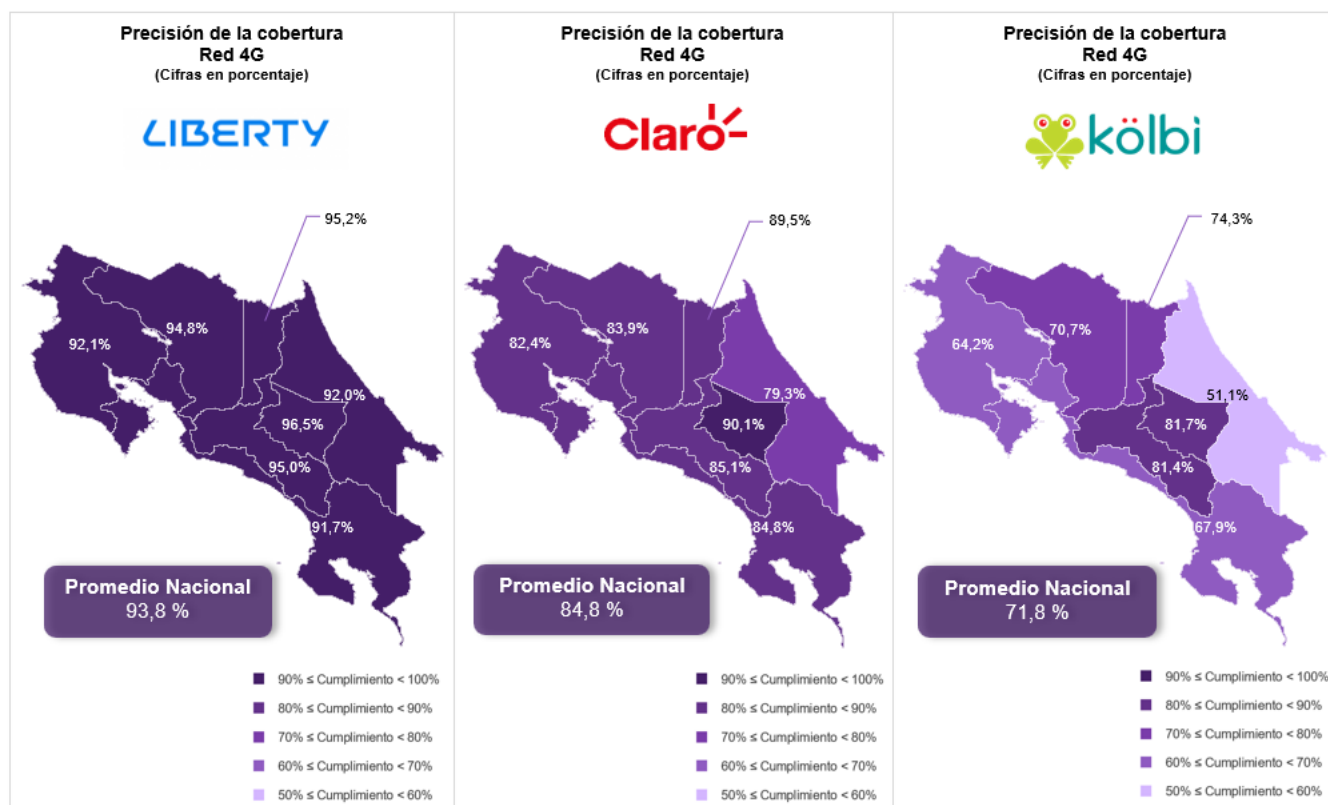 Precisión de la cobertura
Red 4G
(Cifras en porcentaje)
LIBERTY
95,2%
94,8%
92,1%
92,0%
96,5%
95,0%
91,7%
Promedio Nacional
93,8 %
90% ≤ Cumplimiento < 100%
80% ≤ Cumplimiento < 90%
70% ≤ Cumplimiento < 80%
60% ≤ Cumplimiento < 70%
50% ≤ Cumplimiento < 60%
Precisión de la cobertura
Red 4G
(Cifras en porcentaje)
Claro
89,5%
83,9%
82,4%
79,3%
90,1%
85,1%
84,8%
Promedio Nacional
84,8 %
90% ≤ Cumplimiento < 100%
80% ≤ Cumplimiento < 90%
70% ≤ Cumplimiento < 80%
60% ≤ Cumplimiento < 70%
50% ≤ Cumplimiento < 60%
Precisión de la cobertura
Red 4G
(Cifras en porcentaje)
kölbi
74,3%
70,7%
64,2%
51,1%
81,7%
81,4%
67,9%
Promedio Nacional
71,8 %
90% ≤ Cumplimiento < 100%
80% ≤ Cumplimiento < 90%
70% ≤ Cumplimiento < 80%
60% ≤ Cumplimiento < 70%
50% ≤ Cumplimiento < 60%